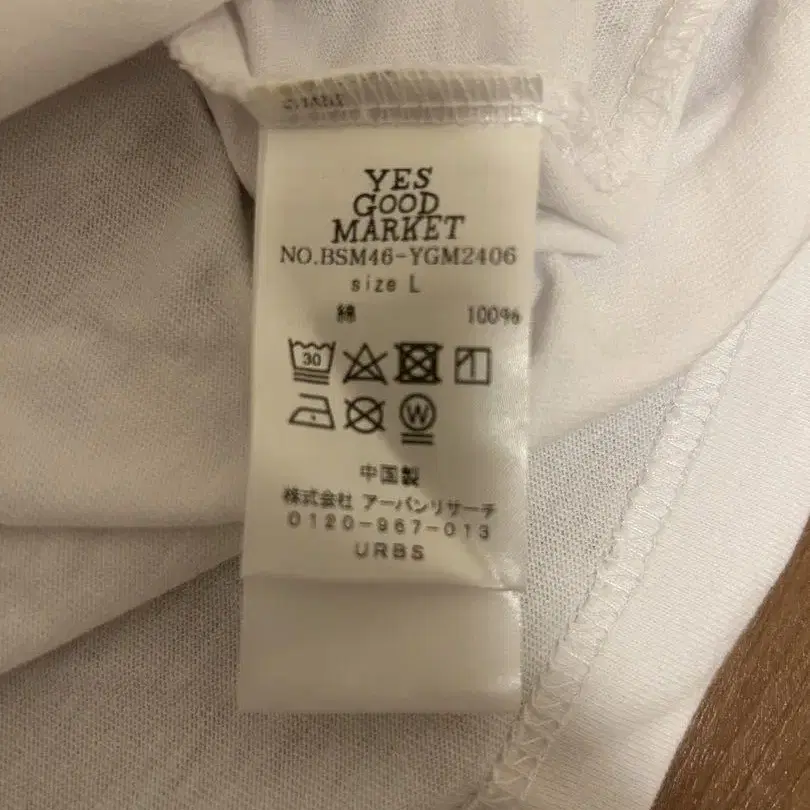 YES
GOOD
MARKET
NO.BSM46-YGM2406
size L
綿 100%
30
W
中国製
株式会社 アーバンリサーチ
0120-967-013
URBS